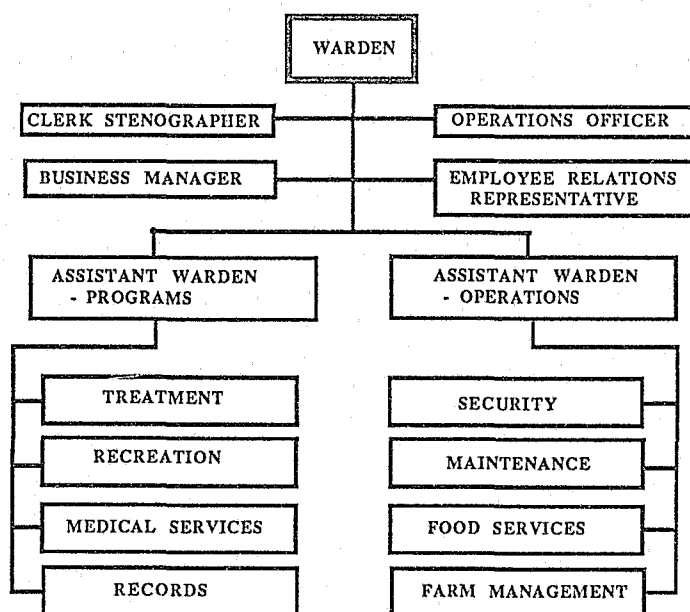 WARDEN
CLERK STENOGRAPHER
OPERATIONS OFFICER
BUSINESS MANAGER
EMPLOYEE RELATIONS
REPRESENTATIVE
ASSISTANT WARDEN
- PROGRAMS
ASSISTANT WARDEN
- OPERATIONS
TREATMENT
RECREATION
MEDICAL SERVICES
RECORDS
SECURITY
MAINTENANCE
FOOD SERVICES
FARM MANAGEMENT